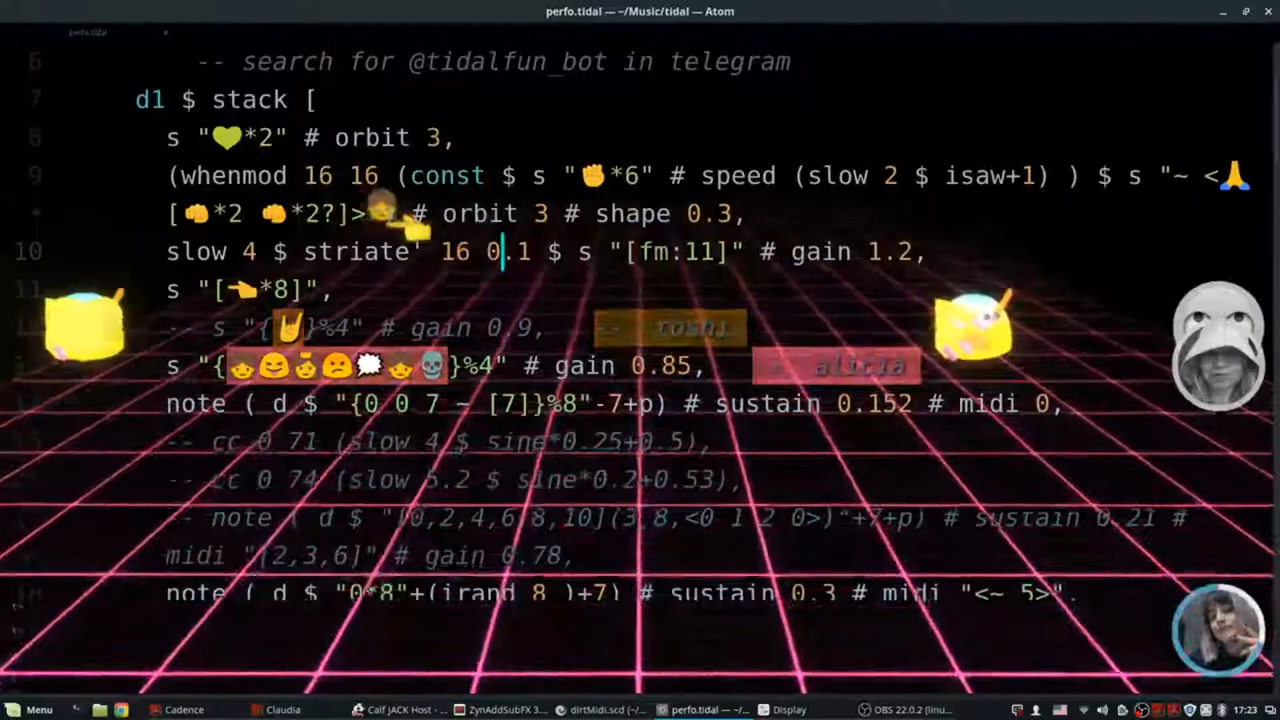 perfo.tidal — ~/Music/tidal — Atom
perfo.tidal
6 -- search for @tidalfun_bot in telegram
7 d1 $ stack [
8 s "💚*2" # orbit 3,
9 (whenmod 16 16 (const $ s "✊*6" # speed (slow 2 $ isaw+1) ) $ s "~ <🙏
[👊*2 👊*2?]> # orbit 3 # shape 0.3,
10 slow 4 $ striate' 16 0.1 $ s "[fm:11]" # gain 1.2,
11 s "[👈*8]",
-- s "{🤘}%4" # gain 0.9, -- toshi
s "{👧😆👸😠💭👧💀}%4" # gain 0.85, -- alicia
note ( d $ "{0 0 7 ~ [7]}%8"-7+p) # sustain 0.152 # midi 0,
-- cc 0 71 (slow 4 $ sine*0.25+0.5),
-- cc 0 74 (slow 5.2 $ sine*0.2+0.53),
-- note ( d $ "[0,2,4,6,8,10](3,8,<0 1 2 0>)"+7+p) # sustain 0.21 #
midi "[2,3,6]" # gain 0.78,
note ( d $ "0*8"+(irand 8 )+7) # sustain 0.3 # midi "<~ 5>",
Menu Cadence Claudia Calf JACK Host - ... ZynAddSubFX 3.... dirtMidi.scd (~/... perfo.tidal — ~/... Display OBS 22.0.2 (linu... 17:23